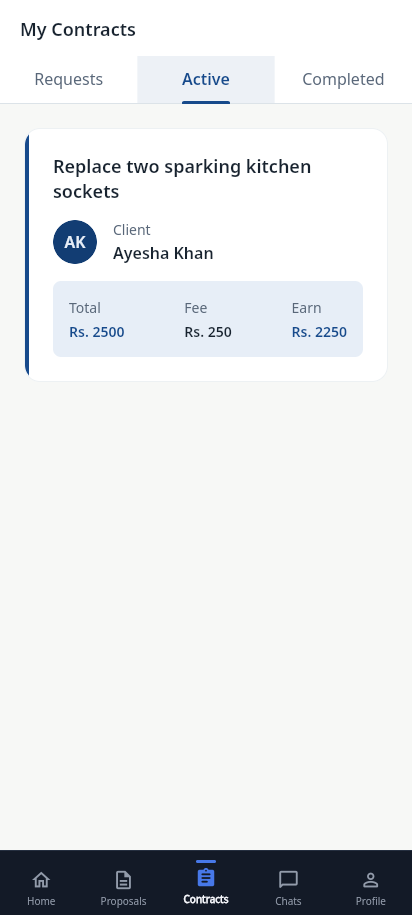 My Contracts
Requests Active Completed
Replace two sparking kitchen
sockets
AK
Client
Ayesha Khan
Total Fee Earn
Rs. 2500 Rs. 250 Rs. 2250
Home Proposals Contracts Chats Profile